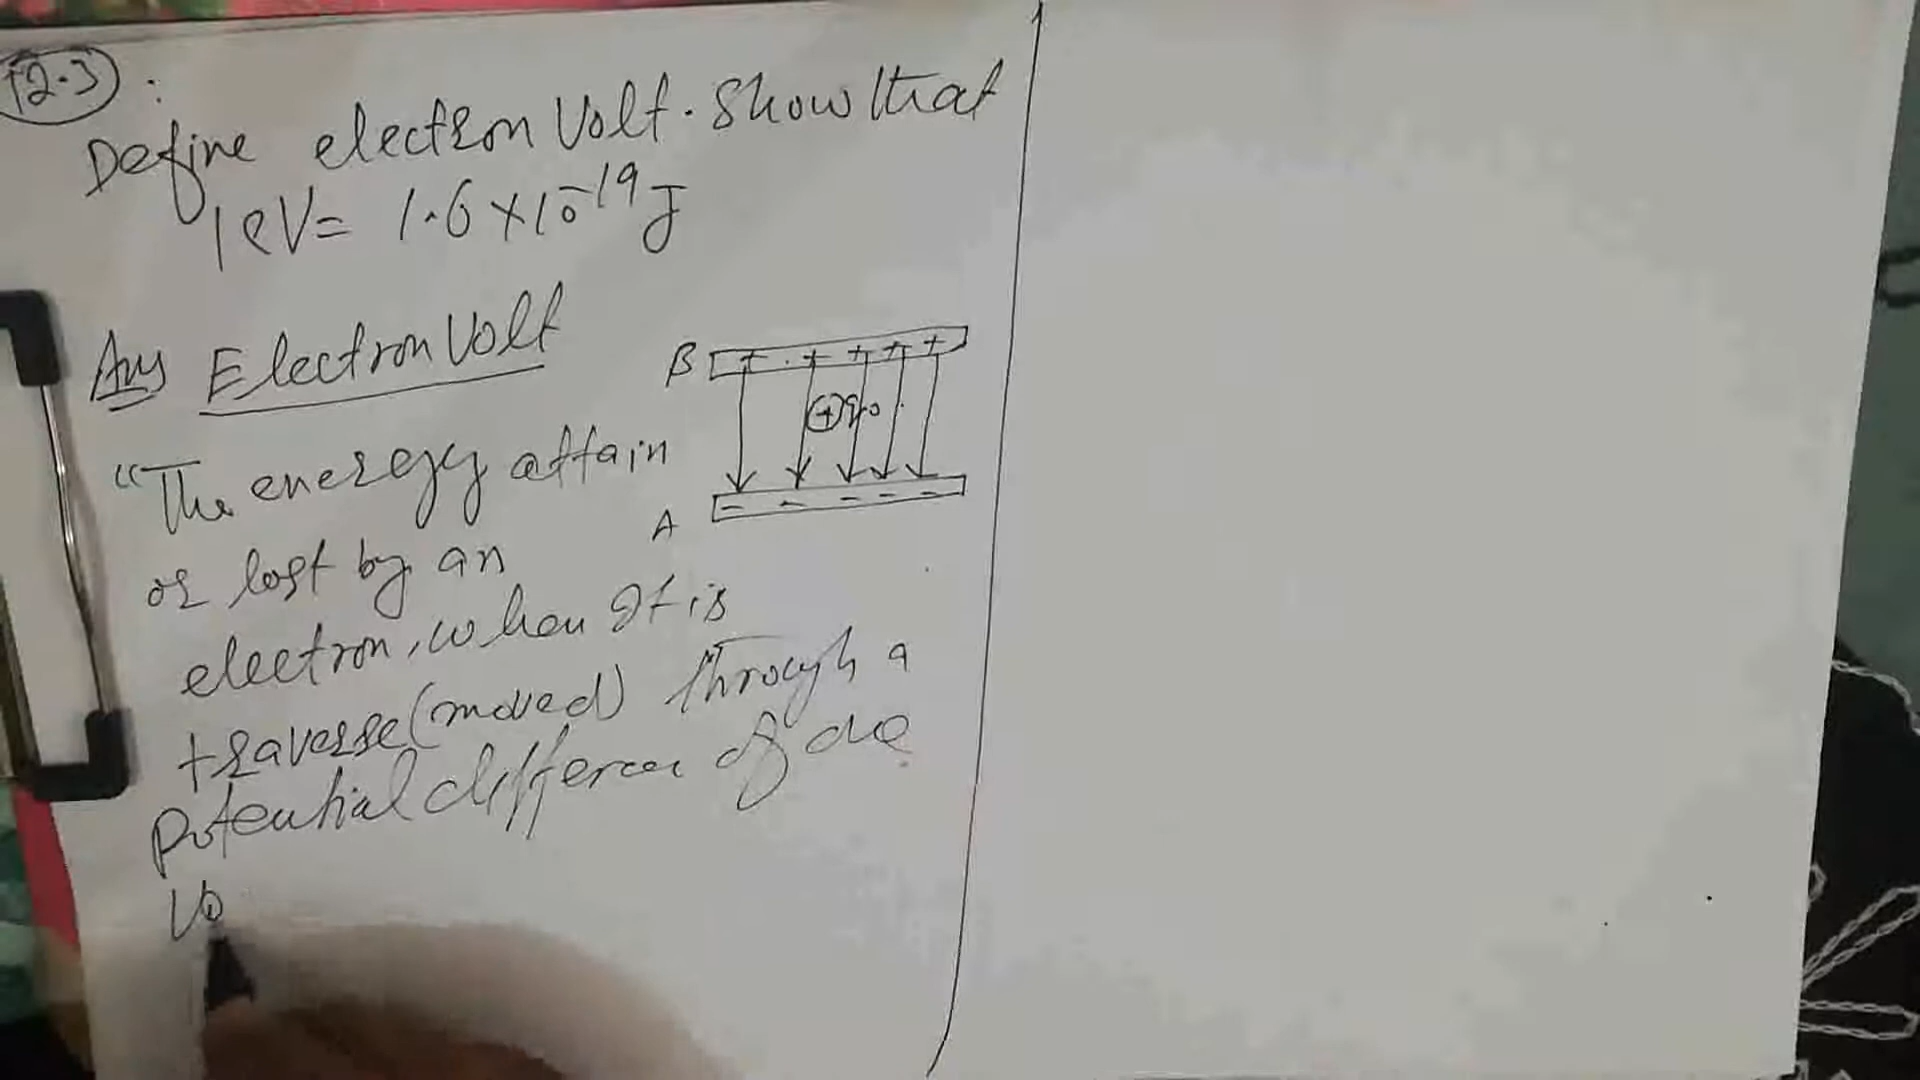 12.3 :
Define electron Volt. Show that
1eV = 1.6 × 10⁻¹⁹ J
Ans Electron Volt
B + + + + +
⊕q₀
A - - - - -
"The energy attain
or lost by an
electron, when It is
traverse (moved) through a
potential difference of one
Vo